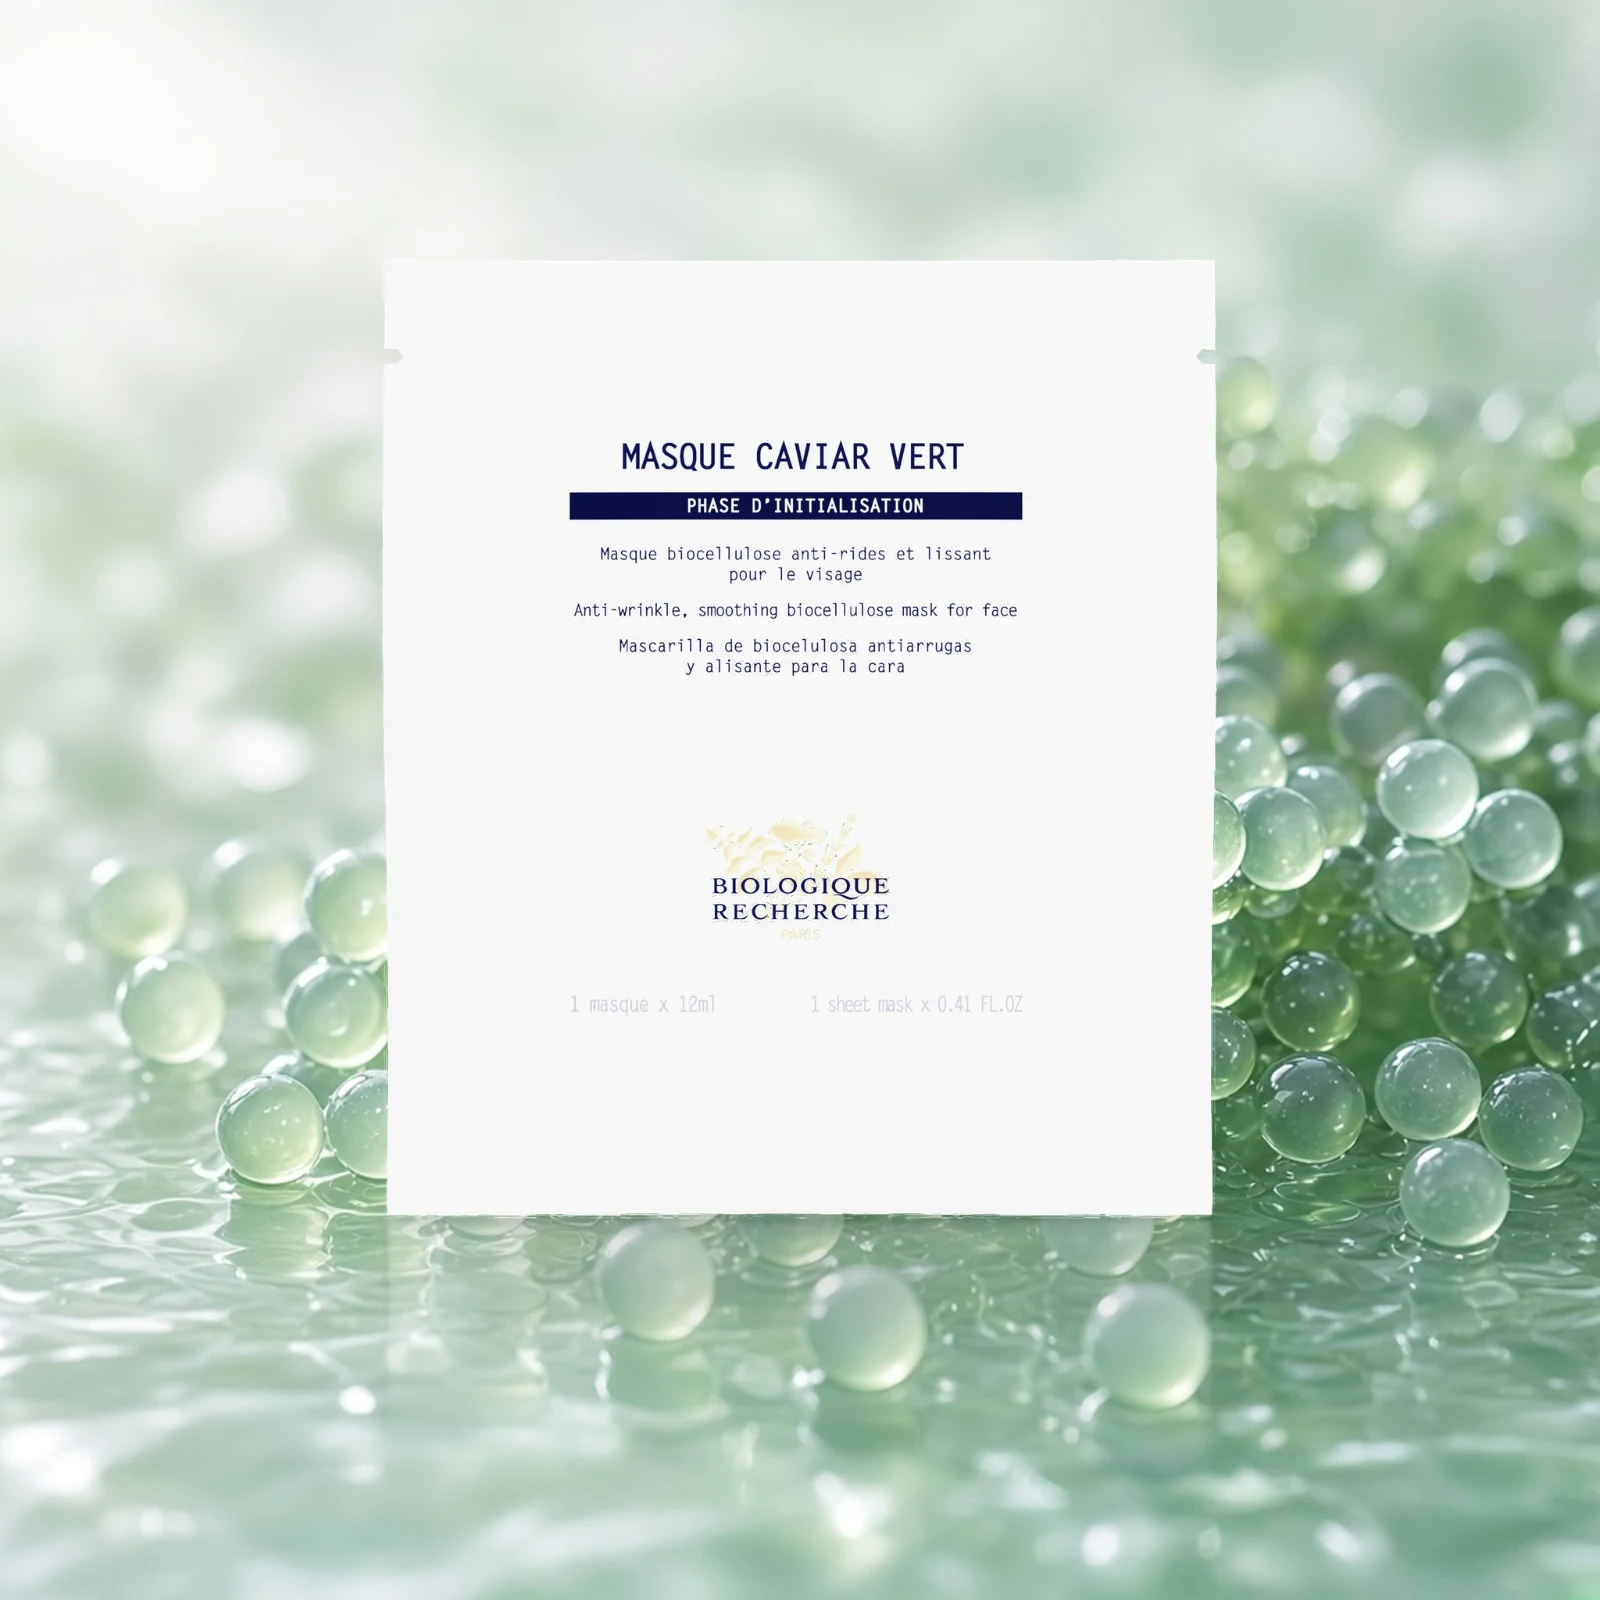 MASQUE CAVIAR VERT
PHASE D'INITIALISATION
Masque biocellulose anti-rides et lissant
pour le visage
Anti-wrinkle, smoothing biocellulose mask for face
Mascarilla de biocelulosa antiarrugas
y alisante para la cara
BIOLOGIQUE
RECHERCHE
PARIS
1 masque x 12ml
1 sheet mask x 0.41 FL.OZ